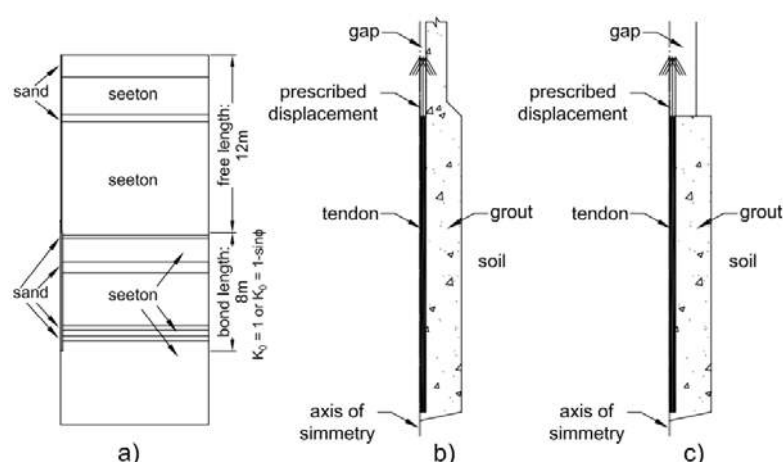 sand
seeton
seeton
free length:
12m
sand
seeton
bond length:
8m
K₀ = 1 or K₀ = 1-sinϕ
a)
gap
prescribed
displacement
tendon
grout
soil
axis of
simmetry
b)
gap
prescribed
displacement
tendon
grout
soil
axis of
simmetry
c)